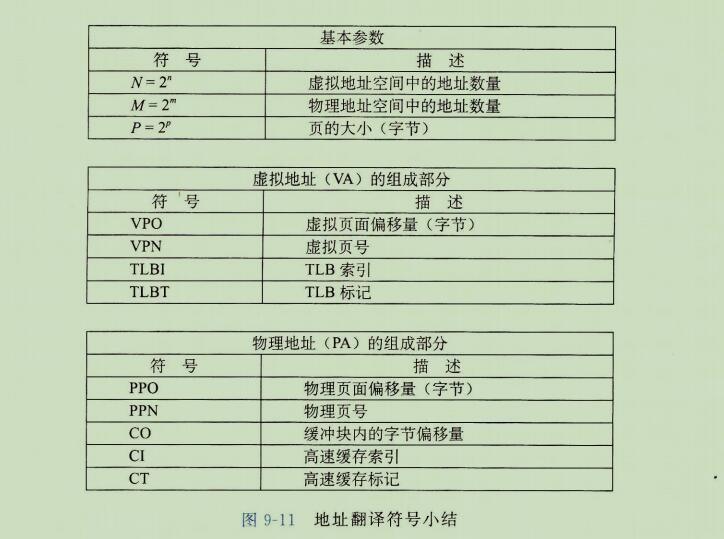 基本参数
符 号 描 述
N = 2ⁿ 虚拟地址空间中的地址数量
M = 2ᵐ 物理地址空间中的地址数量
P = 2ᵖ 页的大小（字节）
虚拟地址（VA）的组成部分
符 号 描 述
VPO 虚拟页面偏移量（字节）
VPN 虚拟页号
TLBI TLB 索引
TLBT TLB 标记
物理地址（PA）的组成部分
符 号 描 述
PPO 物理页面偏移量（字节）
PPN 物理页号
CO 缓冲块内的字节偏移量
CI 高速缓存索引
CT 高速缓存标记
图 9-11 地址翻译符号小结